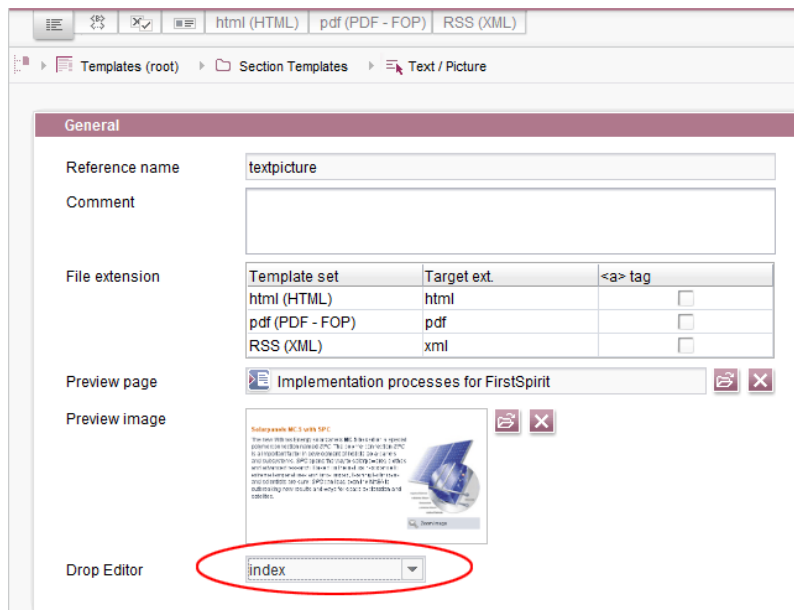 html (HTML) pdf (PDF - FOP) RSS (XML)
Templates (root) Section Templates Text / Picture
General
Reference name textpicture
Comment
File extension Template set Target ext. <a> tag
html (HTML) html
pdf (PDF - FOP) pdf
RSS (XML) xml
Preview page Implementation processes for FirstSpirit
Preview image
Solarpanels MC 3 with SPC
Drop Editor index